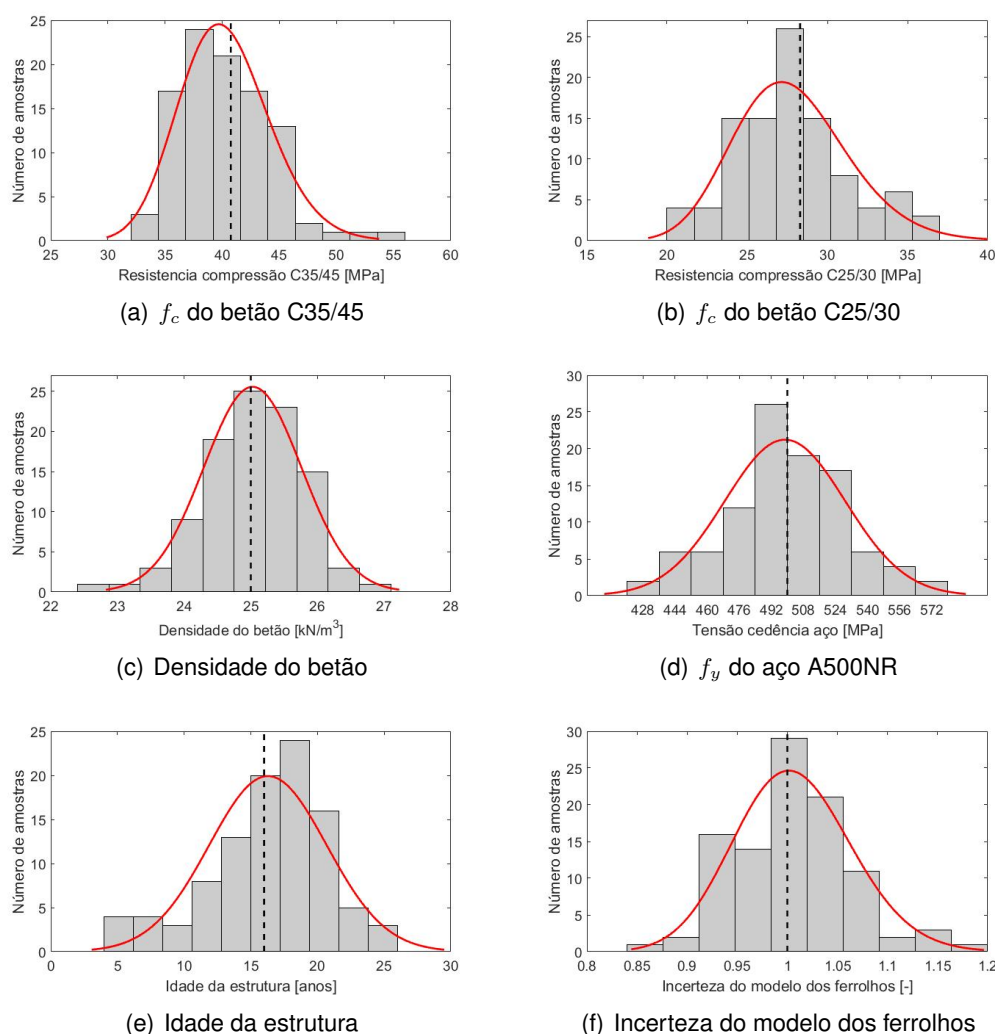 25
20
15
10
5
0
Número de amostras
25 30 35 40 45 50 55 60
Resistencia compressão C35/45 [MPa]
(a) fc do betão C35/45
25
20
15
10
5
0
Número de amostras
15 20 25 30 35 40
Resistencia compressão C25/30 [MPa]
(b) fc do betão C25/30
25
20
15
10
5
0
Número de amostras
22 23 24 25 26 27 28
Densidade do betão [kN/m³]
(c) Densidade do betão
30
25
20
15
10
5
0
Número de amostras
428 444 460 476 492 508 524 540 556 572
Tensão cedência aço [MPa]
(d) fy do aço A500NR
25
20
15
10
5
0
Número de amostras
0 5 10 15 20 25 30
Idade da estrutura [anos]
(e) Idade da estrutura
30
25
20
15
10
5
0
Número de amostras
0.8 0.85 0.9 0.95 1 1.05 1.1 1.15 1.2
Incerteza do modelo dos ferrolhos [-]
(f) Incerteza do modelo dos ferrolhos